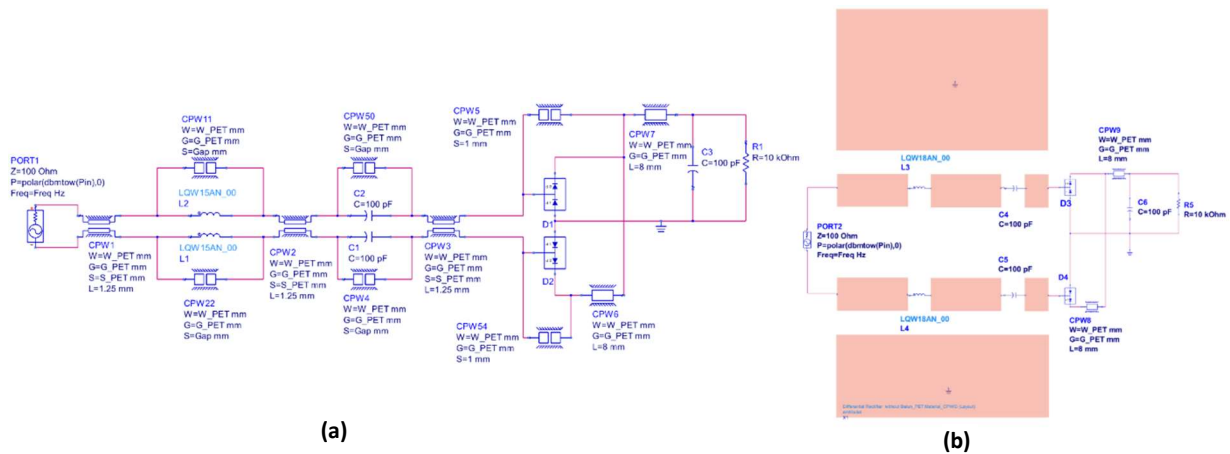 CPW11
W=W_PET mm
G=G_PET mm
S=Gap mm
LQW15AN_00
L2
CPW50
W=W_PET mm
G=G_PET mm
S=Gap mm
C2
C=100 pF
CPW5
W=W_PET mm
G=G_PET mm
S=1 mm
CPW7
W=W_PET mm
G=G_PET mm
L=8 mm
C3
C=100 pF
R1
R=10 kOhm
PORT1
Z=100 Ohm
P=polar(dbmtow(Pin),0)
Freq=Freq Hz
CPW1
W=W_PET mm
G=G_PET mm
S=S_PET mm
L=1.25 mm
LQW15AN_00
L1
CPW22
W=W_PET mm
G=G_PET mm
S=Gap mm
CPW2
W=W_PET mm
G=G_PET mm
S=S_PET mm
L=1.25 mm
C1
C=100 pF
CPW4
W=W_PET mm
G=G_PET mm
S=Gap mm
CPW3
W=W_PET mm
G=G_PET mm
S=S_PET mm
L=1.25 mm
D1
D2
CPW54
W=W_PET mm
G=G_PET mm
S=1 mm
CPW6
W=W_PET mm
G=G_PET mm
L=8 mm
(a)
LQW18AN_00
L3
C4
C=100 pF
D3
CPW9
W=W_PET mm
G=G_PET mm
L=8 mm
C6
C=100 pF
R5
R=10 kOhm
PORT2
Z=100 Ohm
P=polar(dbmtow(Pin),0)
Freq=Freq Hz
C5
C=100 pF
D4
LQW18AN_00
L4
CPW8
W=W_PET mm
G=G_PET mm
L=8 mm
(b)